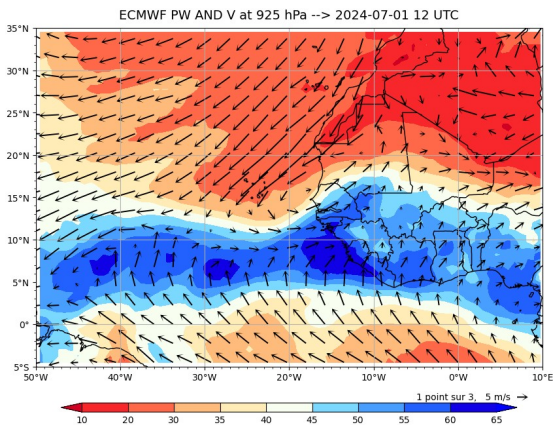 ECMWF PW AND V at 925 hPa --> 2024-07-01 12 UTC
35°N
30°N
25°N
20°N
15°N
10°N
5°N
0°
5°S
50°W 40°W 30°W 20°W 10°W 0°W 10°E
1 point sur 3, 5 m/s
10 20 30 35 40 45 50 55 60 65